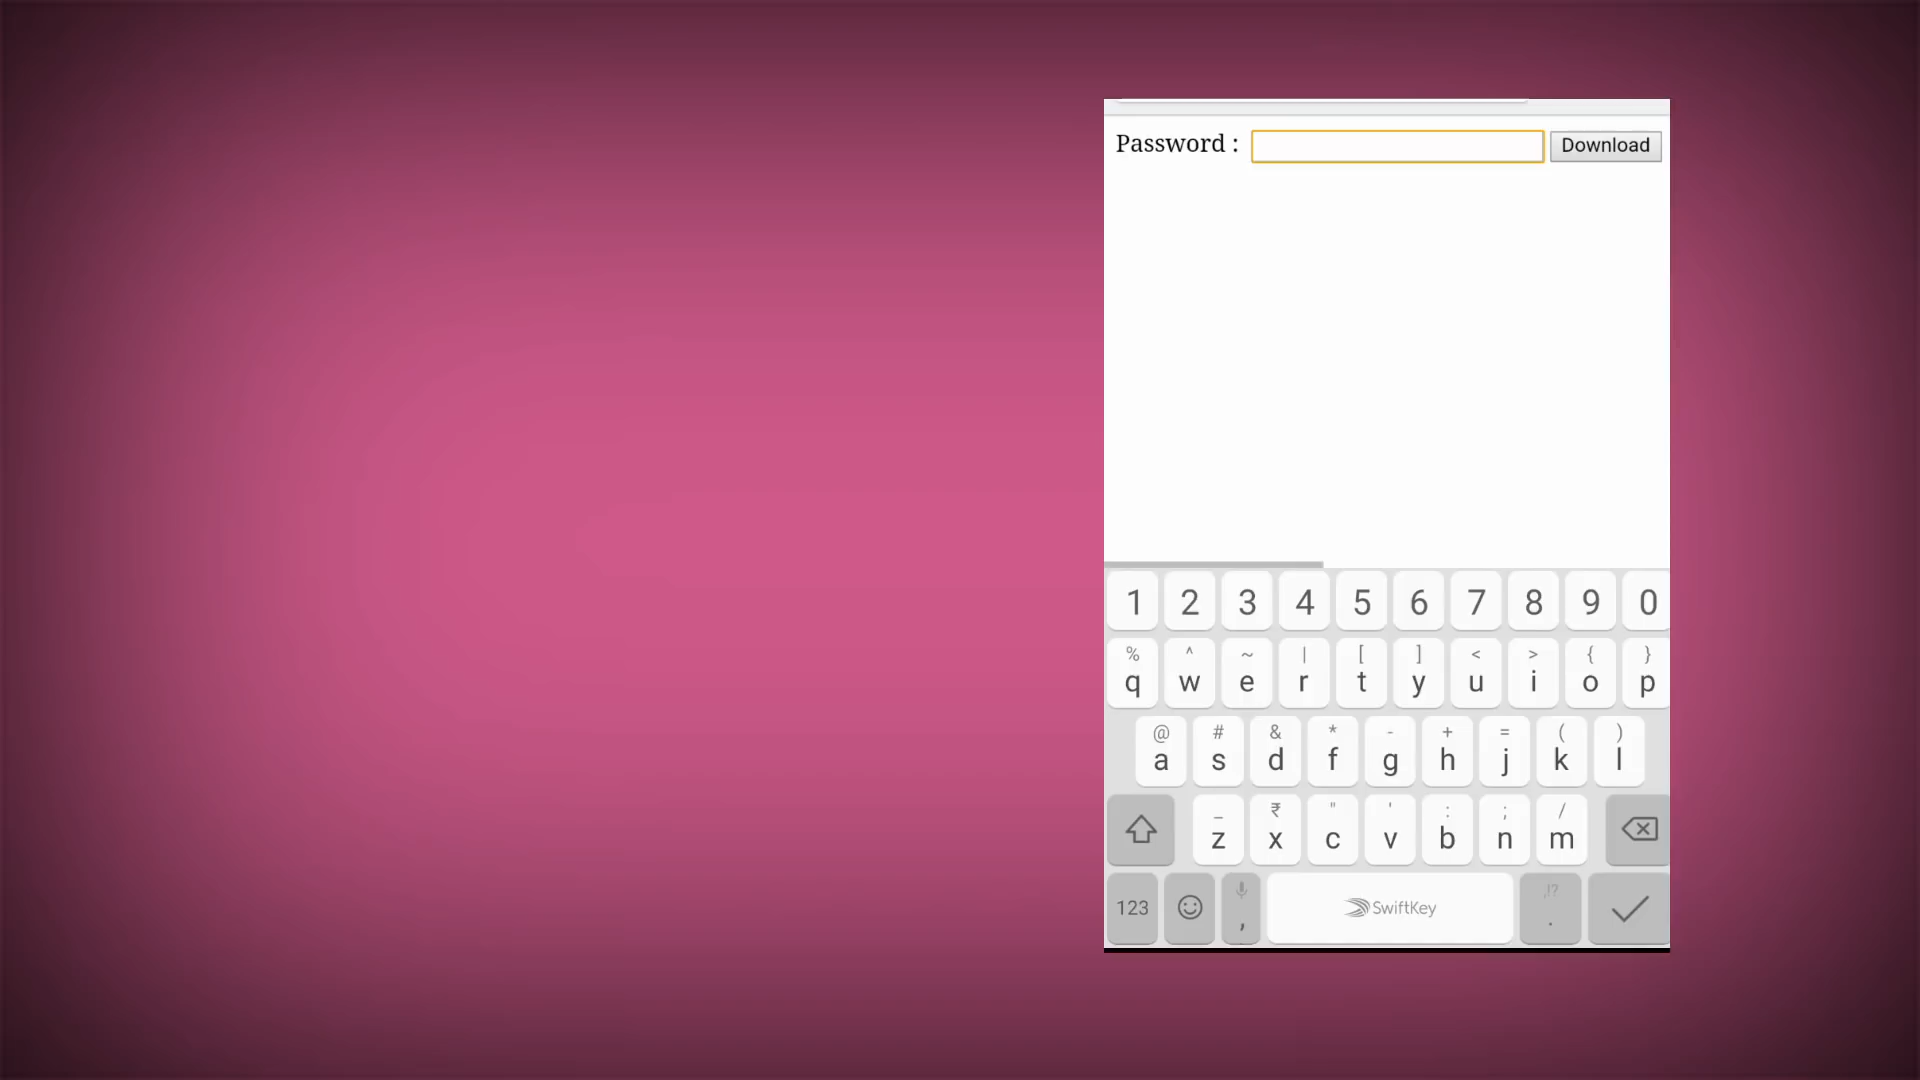 Password : Download
1 2 3 4 5 6 7 8 9 0
% ^ ~ | [ ] < > { }
q w e r t y u i o p
@ # & * - + = ( )
a s d f g h j k l
_ ₹ " ' : ; /
z x c v b n m
,!?
123 , SwiftKey .